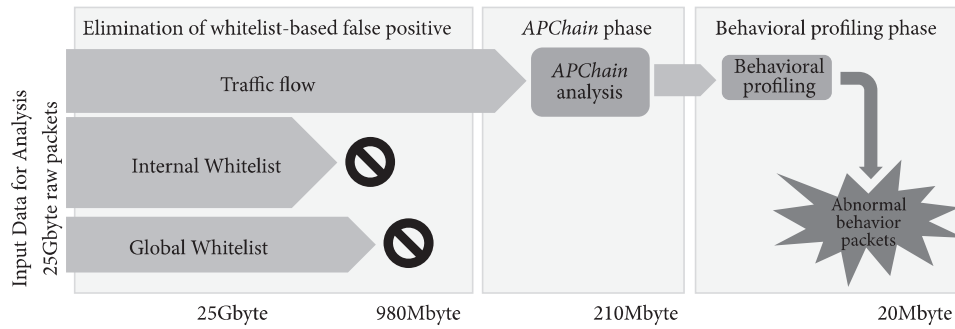 Input Data for Analysis
25Gbyte raw packets
Elimination of whitelist-based false positive
Traffic flow
Internal Whitelist
Global Whitelist
APChain phase
APChain
analysis
Behavioral profiling phase
Behavioral
profiling
Abnormal
behavior
packets
25Gbyte
980Mbyte
210Mbyte
20Mbyte